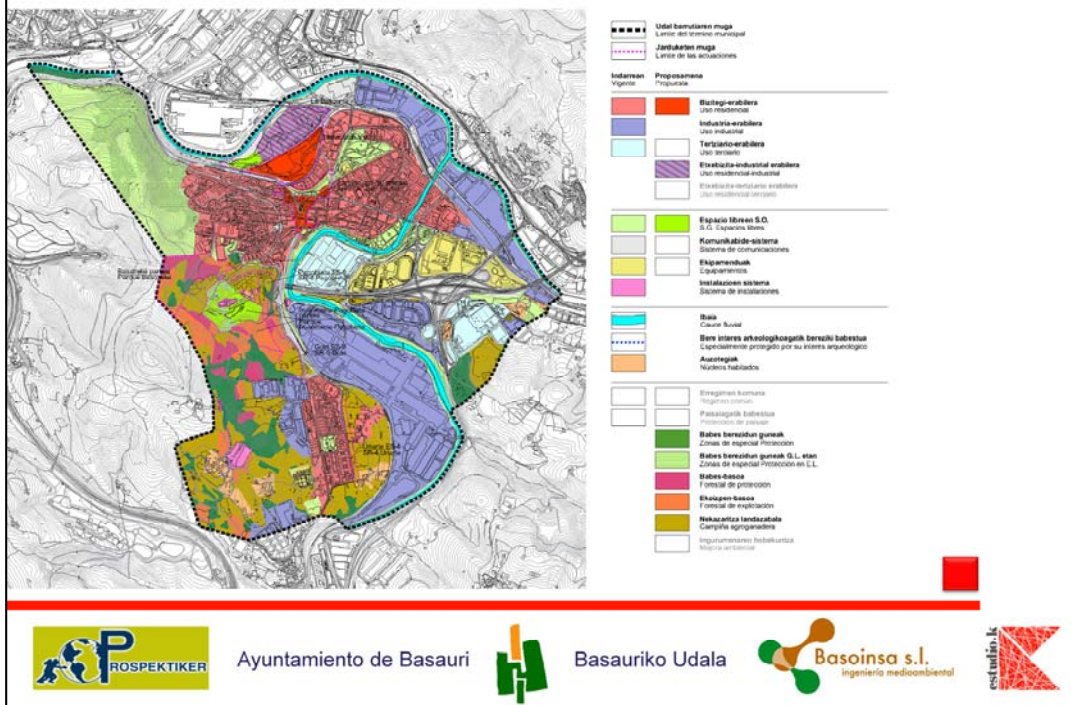 Udal barrutiaren muga
Límite del término municipal
Jarduketen muga
Límite de las actuaciones
Indarrean Proposamena
Vigente Propuesta
Bizitegi-erabilera
Uso residencial
Industria-erabilera
Uso industrial
Tertziario-erabilera
Uso terciario
Etxebizita-industrial erabilera
Uso residencial-industrial
Etxebizita-tertziario erabilera
Uso residencial-terciario
Espacio libreen S.O.
S.G. Espacios libres
Komunikabide-sistema
Sistema de comunicaciones
Ekipamenduak
Equipamientos
Instalazioen sistema
Sistema de instalaciones
Ibaia
Cauce fluvial
Bere interes arkeologikoagatik bereziki babestua
Especialmente protegido por su interes arqueológico
Auzotegiak
Núcleos habitados
Erregimen komuna
Regimen común
Paisaiagatik babestua
Protección de paisaje
Babes berezidun guneak
Zonas de especial Protección
Babes berezidun guneak G.L. etan
Zonas de especial Protección en E.L.
Babes-basoa
Forestal de protección
Ekoizpen-basoa
Forestal de explotación
Nekazaritza landazabala
Campiña agroganadera
Ingurumenaren hobekuntza
Mejora ambiental
PROSPEKTIKER
Ayuntamiento de Basauri
Basauriko Udala
Basoinsa s.l.
ingeniería medioambiental
estudio.k